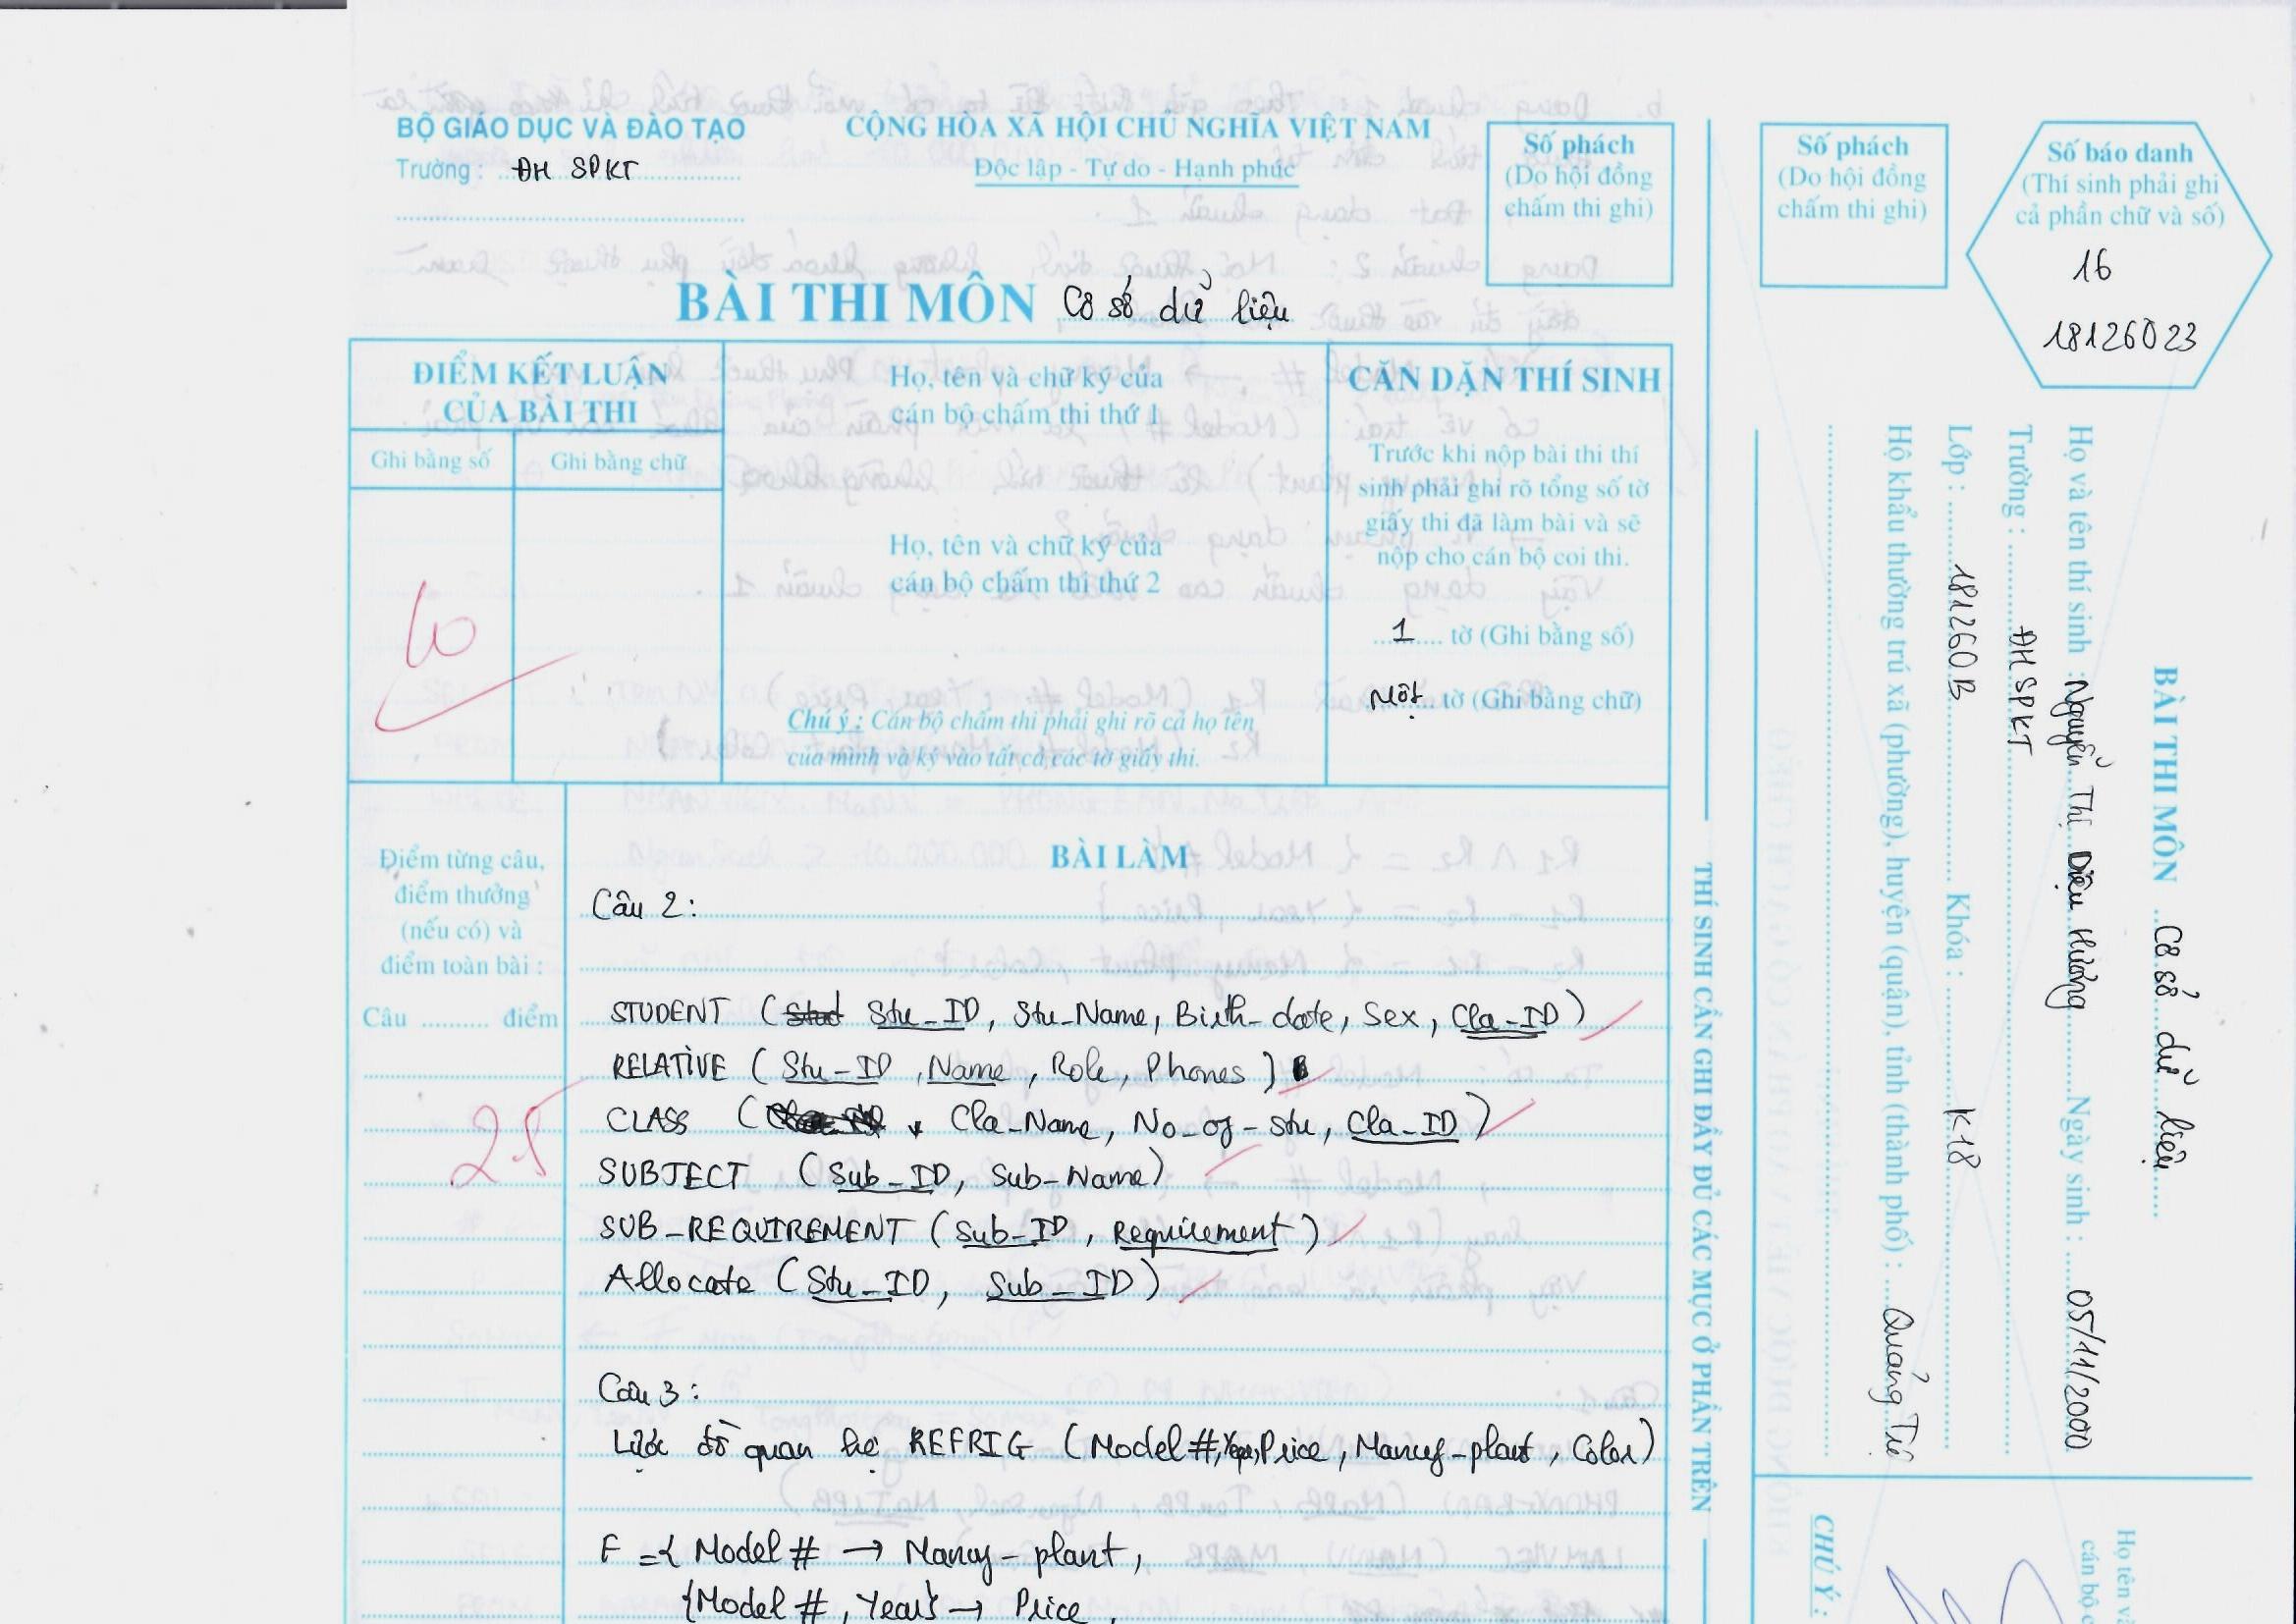 BỘ GIÁO DỤC VÀ ĐÀO TẠO
Trường : ĐH SPKT
CỘNG HÒA XÃ HỘI CHỦ NGHĨA VIỆT NAM
Độc lập - Tự do - Hạnh phúc
Số phách
(Do hội đồng
chấm thi ghi)
BÀI THI MÔN Cơ sở dữ liệu
ĐIỂM KẾT LUẬN
CỦA BÀI THI
Ghi bằng số
Ghi bằng chữ
10
Họ, tên và chữ ký của
cán bộ chấm thi thứ 1
Họ, tên và chữ ký của
cán bộ chấm thi thứ 2
Chú ý : Cán bộ chấm thi phải ghi rõ cả họ tên
của mình và ký vào tất cả các tờ giấy thi.
CĂN DẶN THÍ SINH
Trước khi nộp bài thi thí
sinh phải ghi rõ tổng số tờ
giấy thi đã làm bài và sẽ
nộp cho cán bộ coi thi.
1 tờ (Ghi bằng số)
Một tờ (Ghi bằng chữ)
Điểm từng câu,
điểm thưởng
(nếu có) và
điểm toàn bài :
Câu .......... điểm
2.5
BÀI LÀM
Câu 2:
STUDENT (Stu_ID, Stu_Name, Birth_date, Sex, Cla_ID)
RELATIVE (Stu_ID, Name, Role, Phones)
CLASS (Cla_Name, No_of_stu, Cla_ID)
SUBJECT (Sub_ID, Sub_Name)
SUB_REQUIREMENT (Sub_ID, Requirement)
Allocate (Stu_ID, Sub_ID)
Câu 3:
Lược đồ quan hệ REFRIG (Model#, Year, Price, Manuf_plant, Color)
F = { Model # → Manuf_plant,
{Model #, Year} → Price,
THÍ SINH CẦN GHI ĐẦY ĐỦ CÁC MỤC Ở PHẦN TRÊN
Số phách
(Do hội đồng
chấm thi ghi)
Số báo danh
(Thí sinh phải ghi
cả phần chữ và số)
16
18126023
BÀI THI MÔN Cơ sở dữ liệu
Họ và tên thí sinh : Nguyễn Thị Diệu Hương Ngày sinh : 05/11/2000
Trường : ĐH SPKT
Lớp : 181260B Khóa : K18
Hộ khẩu thường trú xã (phường), huyện (quận), tỉnh (thành phố) : Quảng Trị
CHÚ Ý :
Họ tên và
cán bộ c